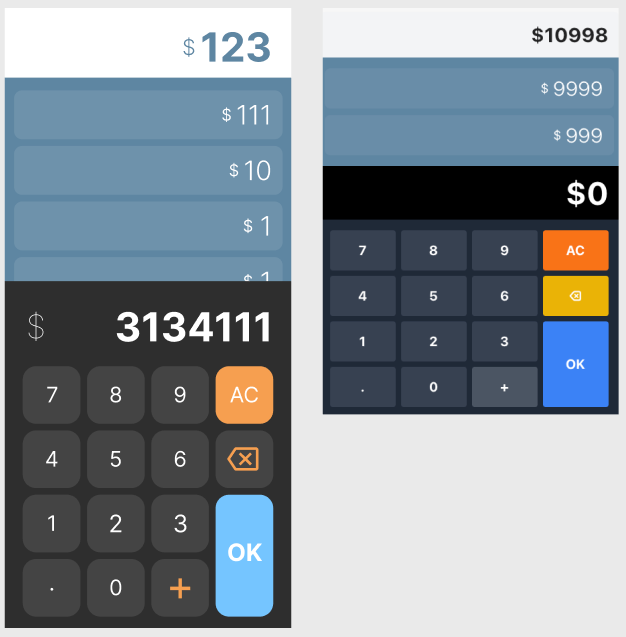 $ 123
$ 111
$ 10
$ 1
$ 1
$ 3134111
7 8 9 AC
4 5 6
1 2 3
OK
. 0 +
$10998
$ 9999
$ 999
$0
7 8 9 AC
4 5 6
1 2 3
OK
. 0 +